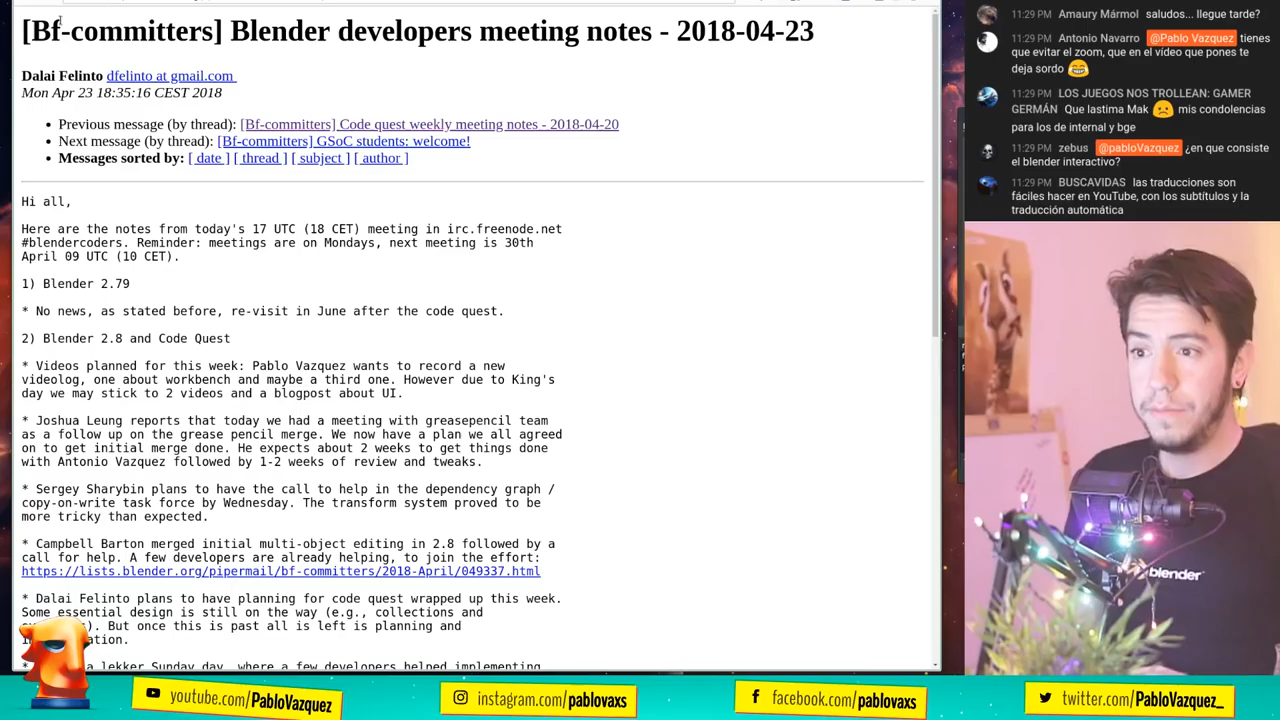 [Bf-committers] Blender developers meeting notes - 2018-04-23
Dalai Felinto dfelinto at gmail.com
Mon Apr 23 18:35:16 CEST 2018
• Previous message (by thread): [Bf-committers] Code quest weekly meeting notes - 2018-04-20
• Next message (by thread): [Bf-committers] GSoC students: welcome!
• Messages sorted by: [ date ] [ thread ] [ subject ] [ author ]
Hi all,
Here are the notes from today's 17 UTC (18 CET) meeting in irc.freenode.net
#blendercoders. Reminder: meetings are on Mondays, next meeting is 30th
April 09 UTC (10 CET).
1) Blender 2.79
* No news, as stated before, re-visit in June after the code quest.
2) Blender 2.8 and Code Quest
* Videos planned for this week: Pablo Vazquez wants to record a new
videolog, one about workbench and maybe a third one. However due to King's
day we may stick to 2 videos and a blogpost about UI.
* Joshua Leung reports that today we had a meeting with greasepencil team
as a follow up on the grease pencil merge. We now have a plan we all agreed
on to get initial merge done. He expects about 2 weeks to get things done
with Antonio Vazquez followed by 1-2 weeks of review and tweaks.
* Sergey Sharybin plans to have the call to help in the dependency graph /
copy-on-write task force by Wednesday. The transform system proved to be
more tricky than expected.
* Campbell Barton merged initial multi-object editing in 2.8 followed by a
call for help. A few developers are already helping, to join the effort:
https://lists.blender.org/pipermail/bf-committers/2018-April/049337.html
* Dalai Felinto plans to have planning for code quest wrapped up this week.
Some essential design is still on the way (e.g., collections and
). But once this is past all is left is planning and
ation.
a lekker Sunday day, where a few developers helped implementing
11:29 PM Amaury Mármol saludos... llegue tarde?
11:29 PM Antonio Navarro @Pablo Vazquez tienes
que evitar el zoom, que en el vídeo que pones te
deja sordo
11:29 PM LOS JUEGOS NOS TROLLEAN: GAMER
GERMÁN Que lastima Mak mis condolencias
para los de internal y bge
11:29 PM zebus @pabloVazquez ¿en que consiste
el blender interactivo?
11:29 PM BUSCAVIDAS las traducciones son
fáciles hacer en YouTube, con los subtítulos y la
traducción automática
blender
youtube.com/PabloVazquez
instagram.com/pablovaxs
facebook.com/pablovaxs
twitter.com/PabloVazquez_